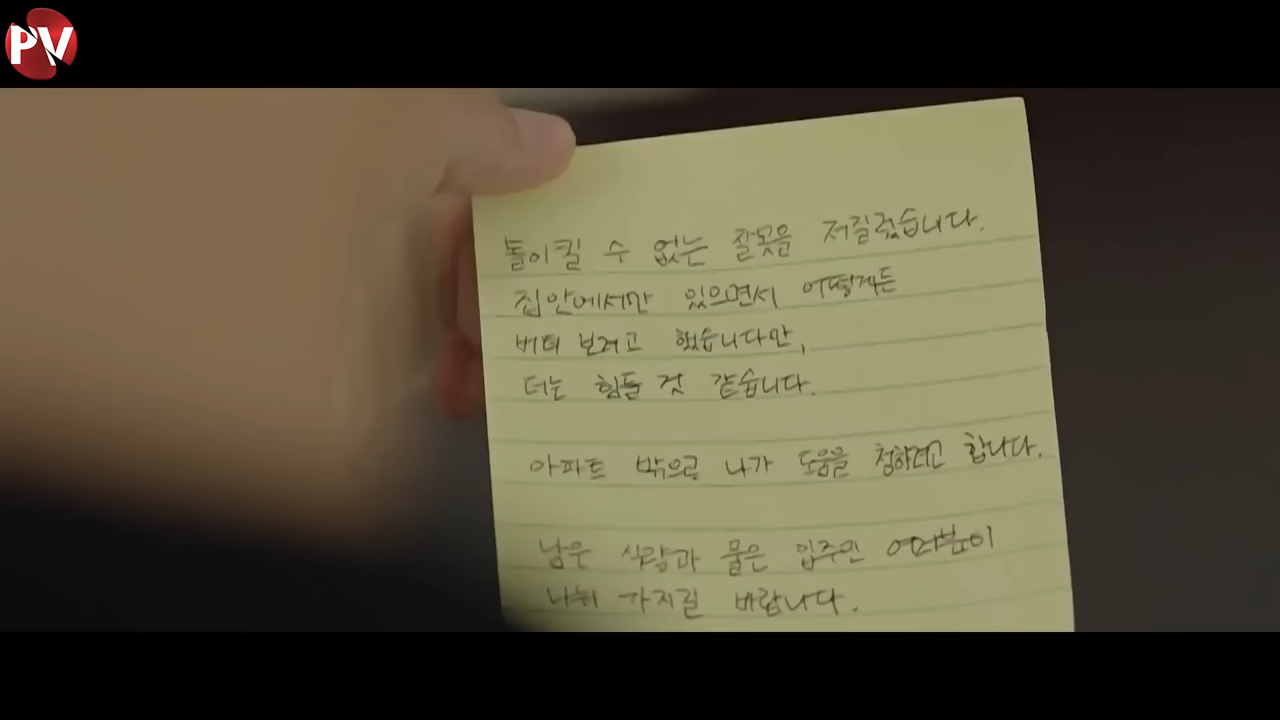 PV
돌이킬 수 없는 잘못을 저질렀습니다.
집안에서만 있으면서 어떻게든
버텨 보려고 했습니다만,
더는 힘들 것 같습니다.
아파트 밖으로 나가 도움을 청하려고 합니다.
남은 식량과 물은 입주민 여러분이
나눠 가지길 바랍니다.